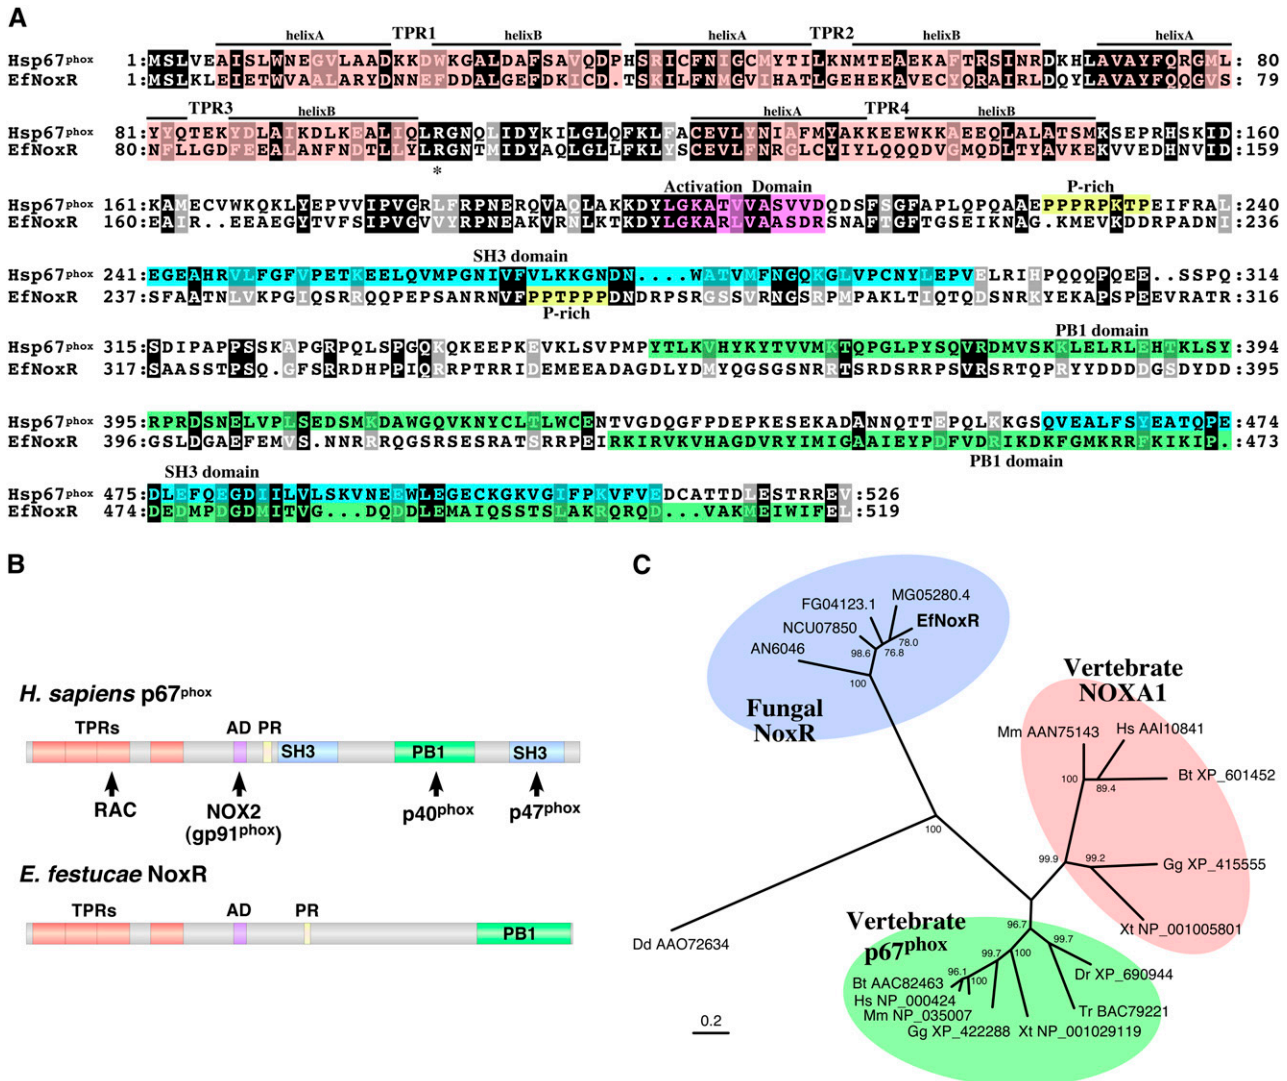 A
helixA TPR1 helixB helixA TPR2 helixB helixA
Hsp67phox 1:MSLVEAISLWNEGVLAADKKDWKGALDAFSAVQDPHSRICFNIGCMYTILKNMTEAEKAFTRSINRDKHLAVAYFQRGML: 80
EfNoxR 1:MSLKLEIETWVAALARYDNNEFDDALGEFDKICD.TSKILFNMGVIHATLGEHEKAVECYQRAIRLDQYLAVAYFQQGVS: 79
TPR3 helixB helixA TPR4 helixB
Hsp67phox 81:YYQTEKYDLAIKDLKEALIQLRGNQLIDYKILGLQFKLFACEVLYNIAFMYAKKEEWKKAEEQLALATSMKSEPRHSKID:160
EfNoxR 80:NFLLGDFEEALANFNDTLLYLRGNTMIDYAQLGLLFKLYSCEVLFNRGLCYIYLQQQDVGMQDLTYAVKEKVVEDHNVID:159
*
Activation Domain P-rich
Hsp67phox 161:KAMECVWKQKLYEPVVIPVGRLFRPNERQVAQLAKKDYLGKATVVASVVDQDSFSGFAPLQPQAAEPPPRPKTPEIFRAL:240
EfNoxR 160:EAIR..EEAEGYTVFSIPVGVVYRPNEAKVRNLKTKDYLGKARLVAASDRSNAFTGFTGSEIKNAG.KMEVKDDRPADNI:236
SH3 domain
Hsp67phox 241:EGEAHRVLFGFVPETKEELQVMPGNIVFVLKKGNDN....WATVMFNGQKGLVPCNYLEPVELRIHPQQQPQEE..SSPQ:314
EfNoxR 237:SFAATNLVKPGIQSRRQQPEPSANRNVFPPTPPPDNDRPSRGSSVRNGSRPMPAKLTIQTQDSNRKYEKAPSPEEVRATR:316
P-rich
PB1 domain
Hsp67phox 315:SDIPAPPSSKAPGRPQLSPGQKQKEEPKEVKLSVPMPYTLKVHYKYTVVMKTQPGLPYSQVRDMVSKKLELRLEHTKLSY:394
EfNoxR 317:SAASSTPSQ.GFSRRDHPPIQRRPTRRIDEMEEADAGDLYDMYQGSGSNRRTSRDSRRPSVRSRTQPRYYDDDDGSDYDD:395
Hsp67phox 395:RPRDSNELVPLSEDSMKDAWGQVKNYCLTLWCENTVGDQGFPDEPKESEKADANNQTTEPQLKKGSQVEALFSYEATQPE:474
EfNoxR 396:GSLDGAEFEMVS.NNRRRQGSRSESRATSRRPEIRKIRVKVHAGDVRYIMIGAAIEYPDFVDRIKDKFGMKRRFKIKIP.:473
SH3 domain PB1 domain
Hsp67phox 475:DLEFQEGDIILVLSKVNEEWLEGECKGKVGIFPKVFVEDCATTDLESTRREV:526
EfNoxR 474:DEDMPDGDMITVG...DQDDLEMAIQSSTSLAKRQRQD...VAKMEIWIFEL:519
B
H. sapiens p67phox
TPRs AD PR
SH3 PB1 SH3
RAC NOX2 (gp91phox) p40phox p47phox
E. festucae NoxR
TPRs AD PR
PB1
C
FG04123.1 MG05280.4
NCU07850 EfNoxR
AN6046
98.6 76.8 78.0
100
Fungal NoxR
Vertebrate NOXA1
Mm AAN75143 Hs AAI10841
Bt XP_601452
100 89.4
99.9 99.2
Gg XP_415555
Xt NP_001005801
100
Dd AAO72634
Vertebrate p67phox
96.7
99.7 100 99.7
96.1 100
Dr XP_690944
Bt AAC82463
Hs NP_000424
Mm NP_035007
Tr BAC79221
Gg XP_422288 Xt NP_001029119
0.2